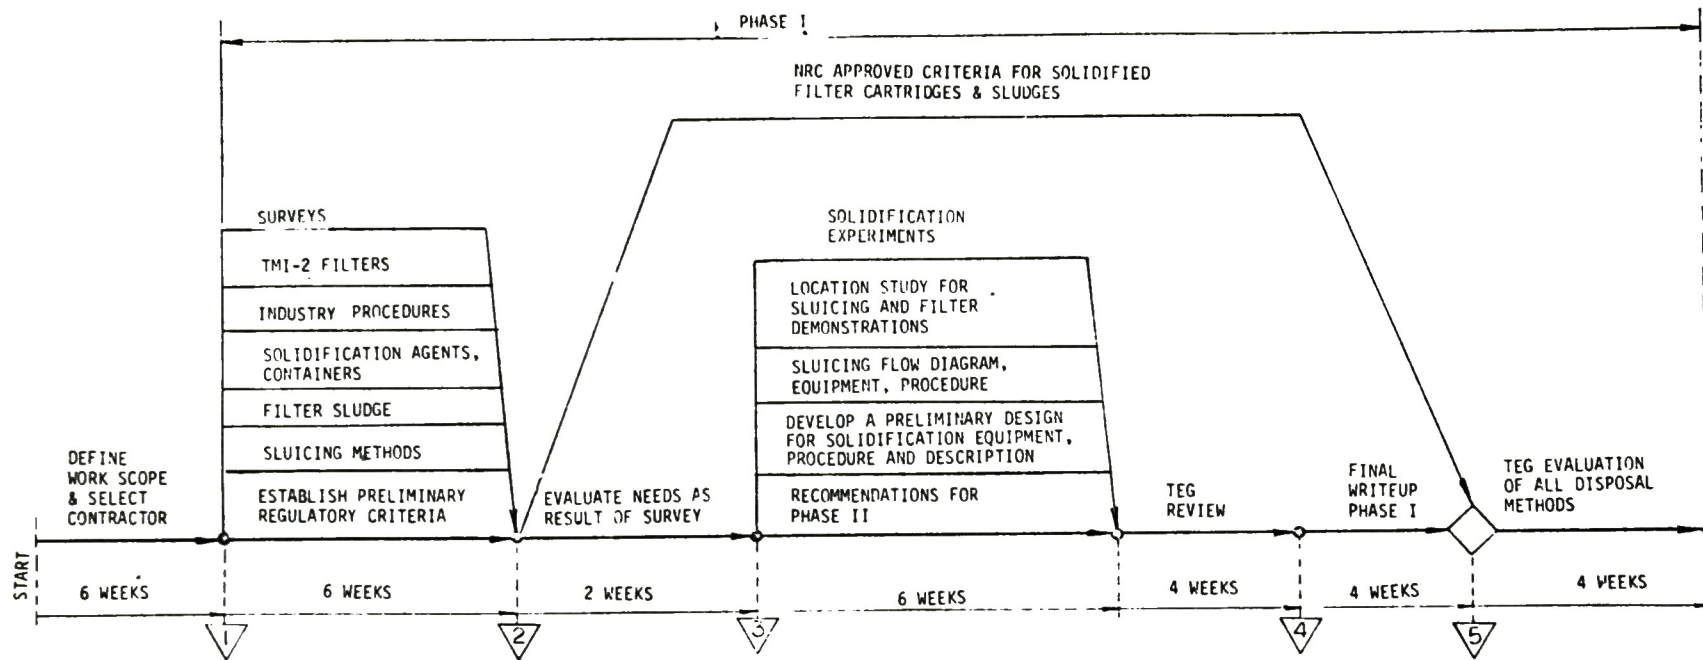 PHASE I
NRC APPROVED CRITERIA FOR SOLIDIFIED
FILTER CARTRIDGES & SLUDGES
SURVEYS
TMI-2 FILTERS
INDUSTRY PROCEDURES
SOLIDIFICATION AGENTS,
CONTAINERS
FILTER SLUDGE
SLUICING METHODS
ESTABLISH PRELIMINARY
REGULATORY CRITERIA
SOLIDIFICATION
EXPERIMENTS
LOCATION STUDY FOR
SLUICING AND FILTER
DEMONSTRATIONS
SLUICING FLOW DIAGRAM,
EQUIPMENT, PROCEDURE
DEVELOP A PRELIMINARY DESIGN
FOR SOLIDIFICATION EQUIPMENT,
PROCEDURE AND DESCRIPTION
RECOMMENDATIONS FOR
PHASE II
DEFINE
WORK SCOPE
& SELECT
CONTRACTOR
EVALUATE NEEDS AS
RESULT OF SURVEY
TEG
REVIEW
FINAL
WRITEUP
PHASE I
TEG EVALUATION
OF ALL DISPOSAL
METHODS
START
6 WEEKS
6 WEEKS
2 WEEKS
6 WEEKS
4 WEEKS
4 WEEKS
4 WEEKS
1
2
3
4
5